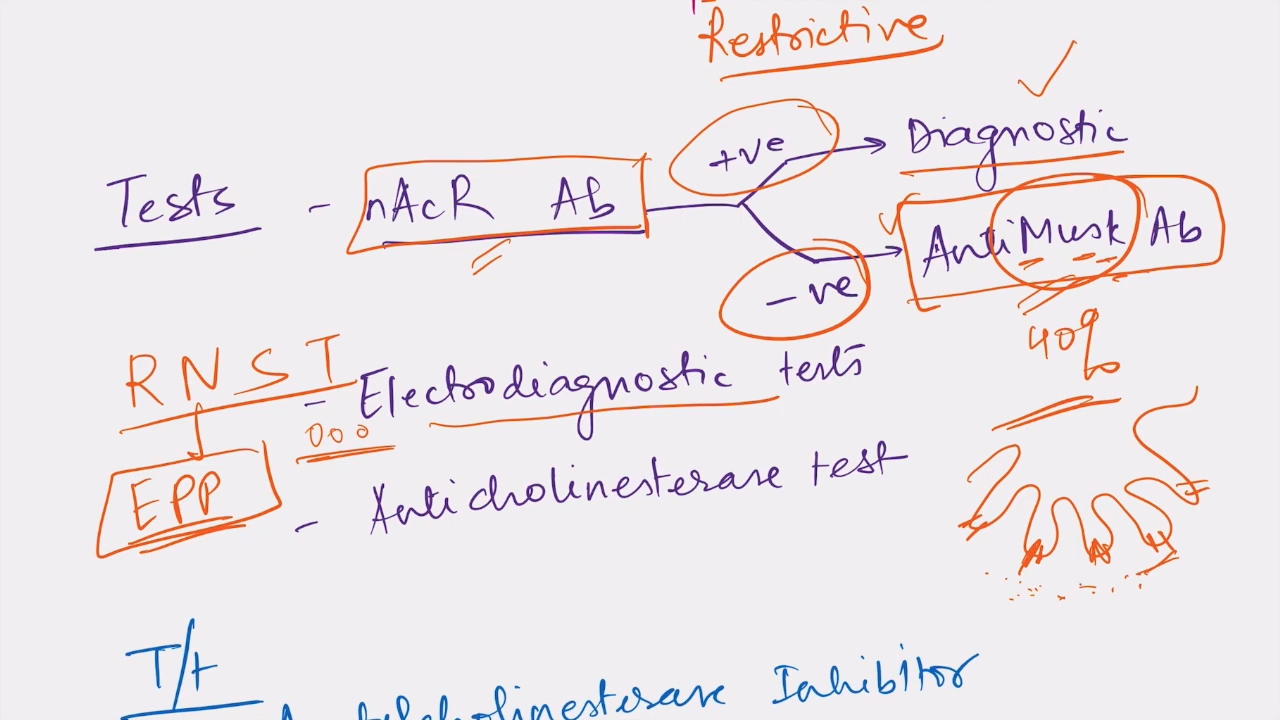 Restrictive
Tests - nAcR Ab +ve → Diagnostic
-ve → Anti Musk Ab
40%
RNST - Electrodiagnostic tests
EPP
- Anticholinesterase test
T/t
Inhibitor